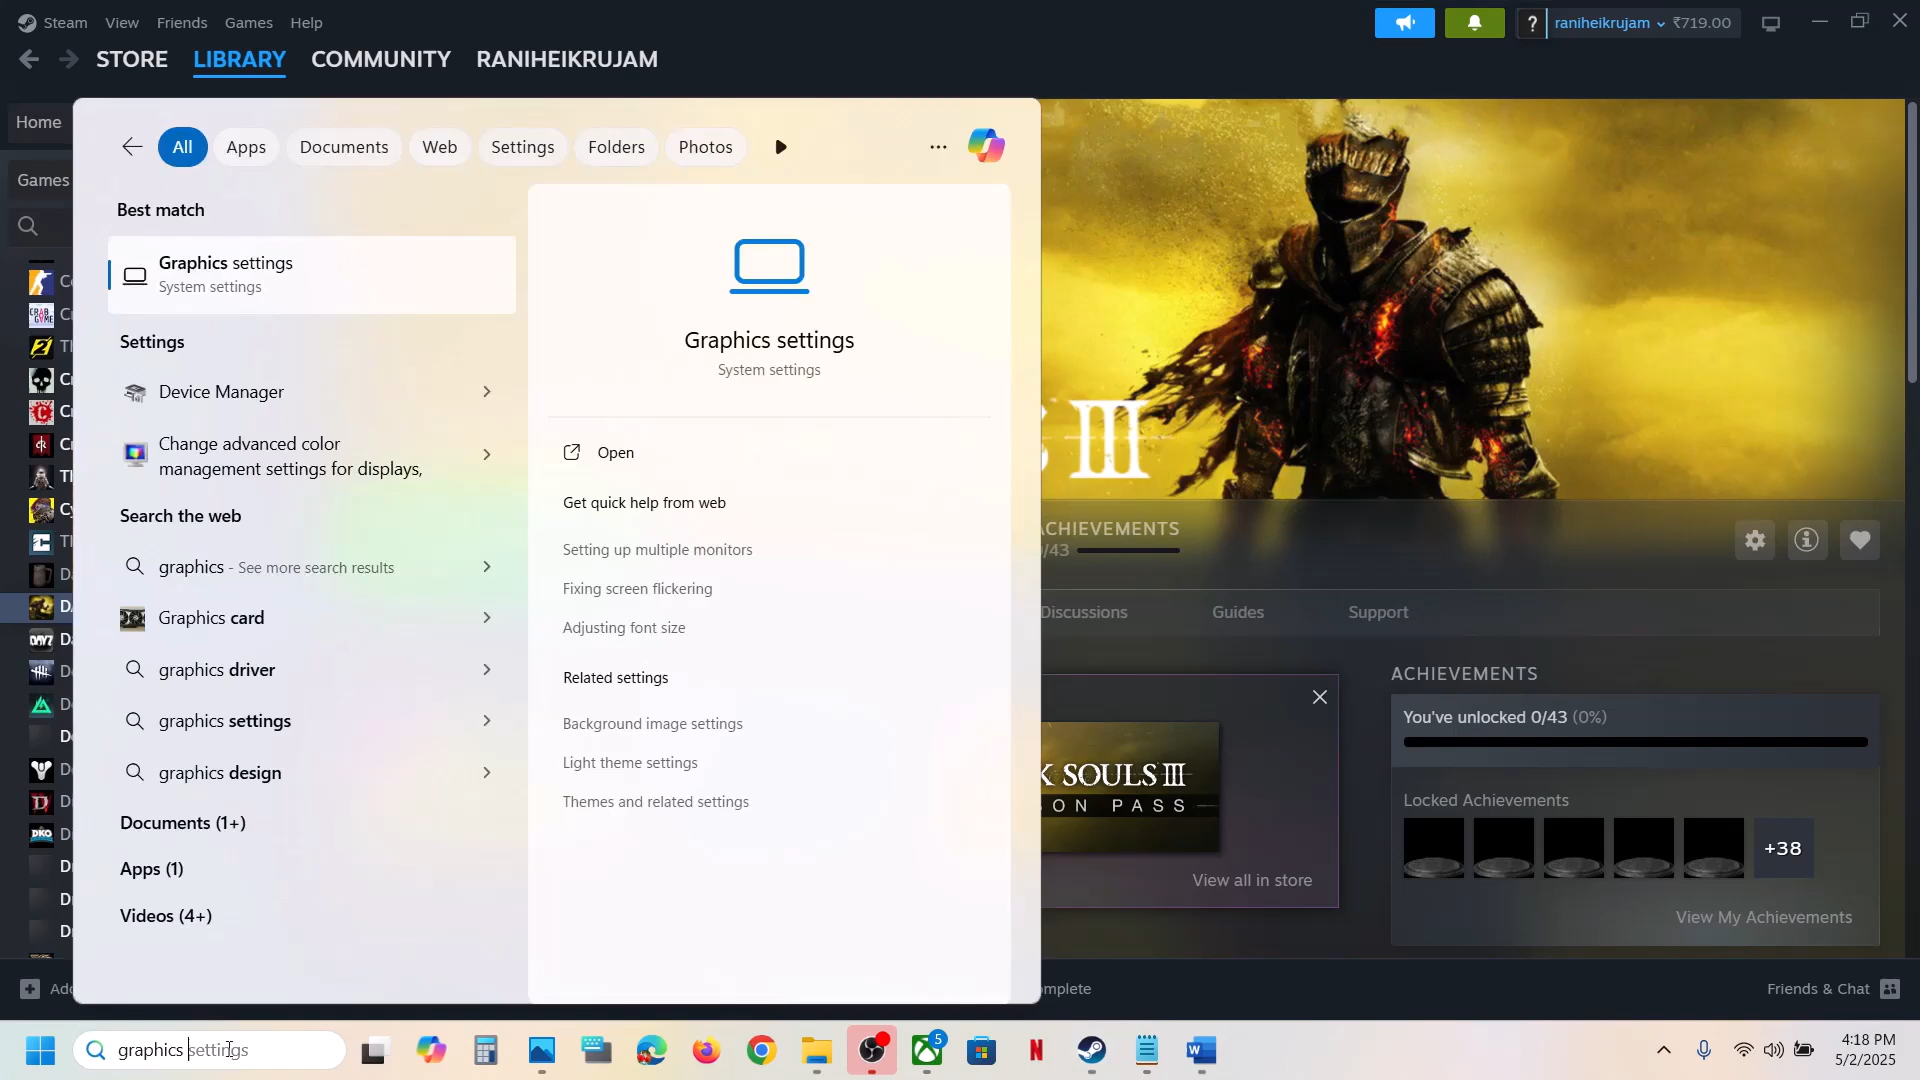 Steam View Friends Games Help
? raniheikrujam ₹719.00
STORE LIBRARY COMMUNITY RANIHEIKRUJAM
Home
Games
All Apps Documents Web Settings Folders Photos
Best match
Graphics settings
System settings
Settings
Device Manager
Change advanced color
management settings for displays,
Search the web
graphics - See more search results
Graphics card
graphics driver
graphics settings
graphics design
Documents (1+)
Apps (1)
Videos (4+)
Graphics settings
System settings
Open
Get quick help from web
Setting up multiple monitors
Fixing screen flickering
Adjusting font size
Related settings
Background image settings
Light theme settings
Themes and related settings
III
ACHIEVEMENTS
/43
Discussions Guides Support
K SOULS III
ON PASS
View all in store
ACHIEVEMENTS
You've unlocked 0/43 (0%)
Locked Achievements
+38
View My Achievements
Friends & Chat
graphics settings
5
4:18 PM
5/2/2025